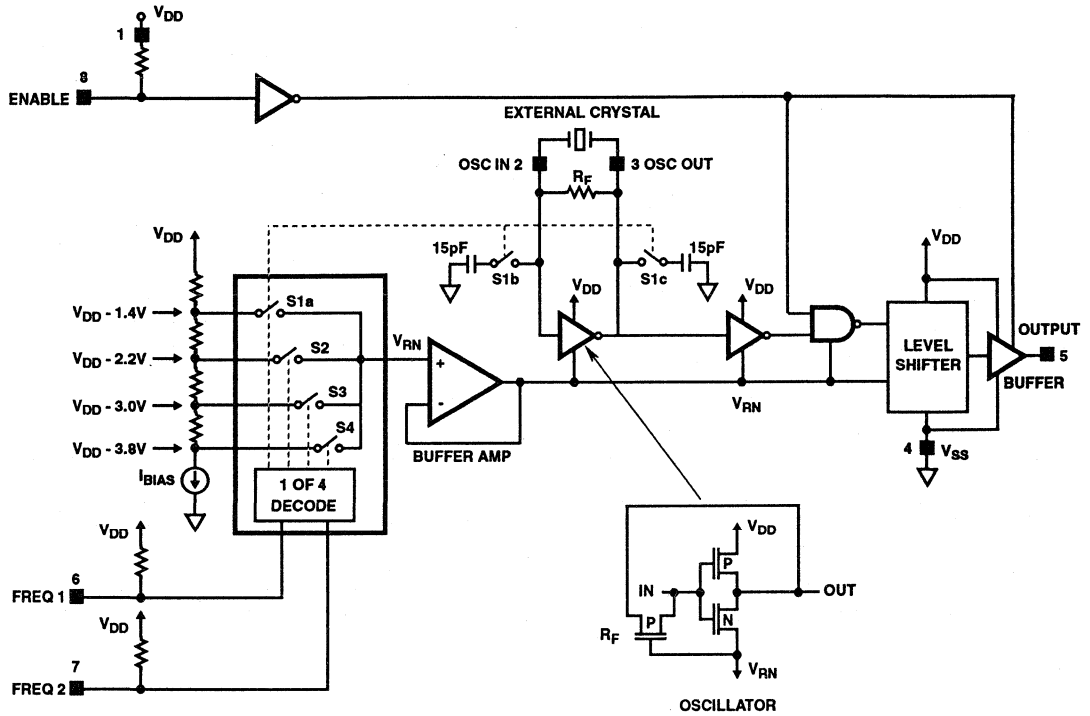 VDD
1
8
ENABLE
EXTERNAL CRYSTAL
OSC IN 2
3 OSC OUT
RF
VDD
15pF
S1b
15pF
S1c
VDD
VDD
VDD
VDD - 1.4V
S1a
VDD - 2.2V
S2
VRN
+
-
VDD - 3.0V
S3
VDD - 3.8V
S4
BUFFER AMP
VRN
LEVEL
SHIFTER
OUTPUT
5
BUFFER
4
VSS
IBIAS
1 OF 4
DECODE
VDD
6
FREQ 1
VDD
7
FREQ 2
VDD
P
IN
OUT
N
P
RF
VRN
OSCILLATOR